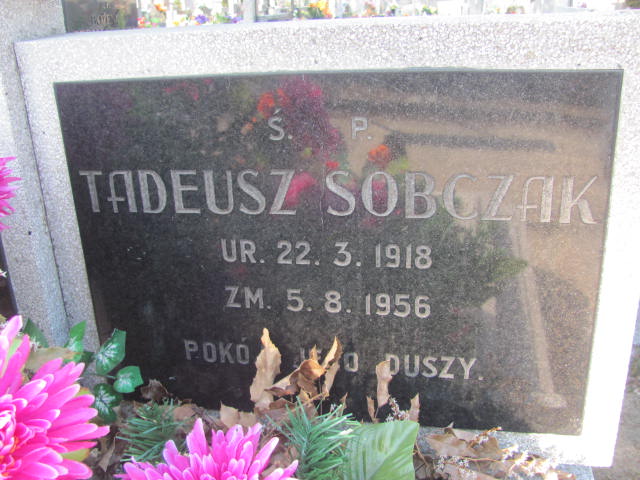 Ś. P.
TADEUSZ SOBCZAK
UR. 22. 3. 1918
ZM. 5. 8. 1956
DUSZY.